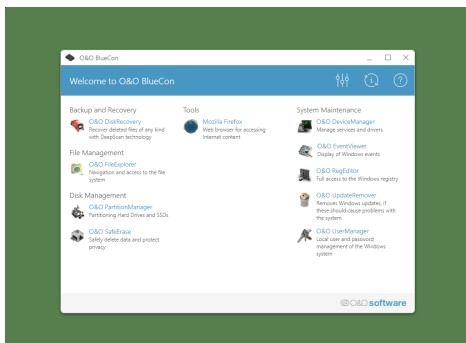 O&O BlueCon
Welcome to O&O BlueCon
Backup and Recovery
O&O DiskRecovery
Recover deleted files of any kind
with DeepScan technology
File Management
O&O FileExplorer
Navigation and access to the file
system
Disk Management
O&O PartitionManager
Partitioning Hard Drives and SSDs
O&O SafeErase
Safely delete data and protect
privacy
Tools
Mozilla Firefox
Web browser for accessing
Internet content
System Maintenance
O&O DeviceManager
Manage services and drivers
O&O EventViewer
Display of Windows events
O&O RegEditor
Full access to the Windows registry
O&O UpdateRemover
Removes Windows updates, if
these should cause problems with
the system
O&O UserManager
Local user and password
management of the Windows
system
O&O software